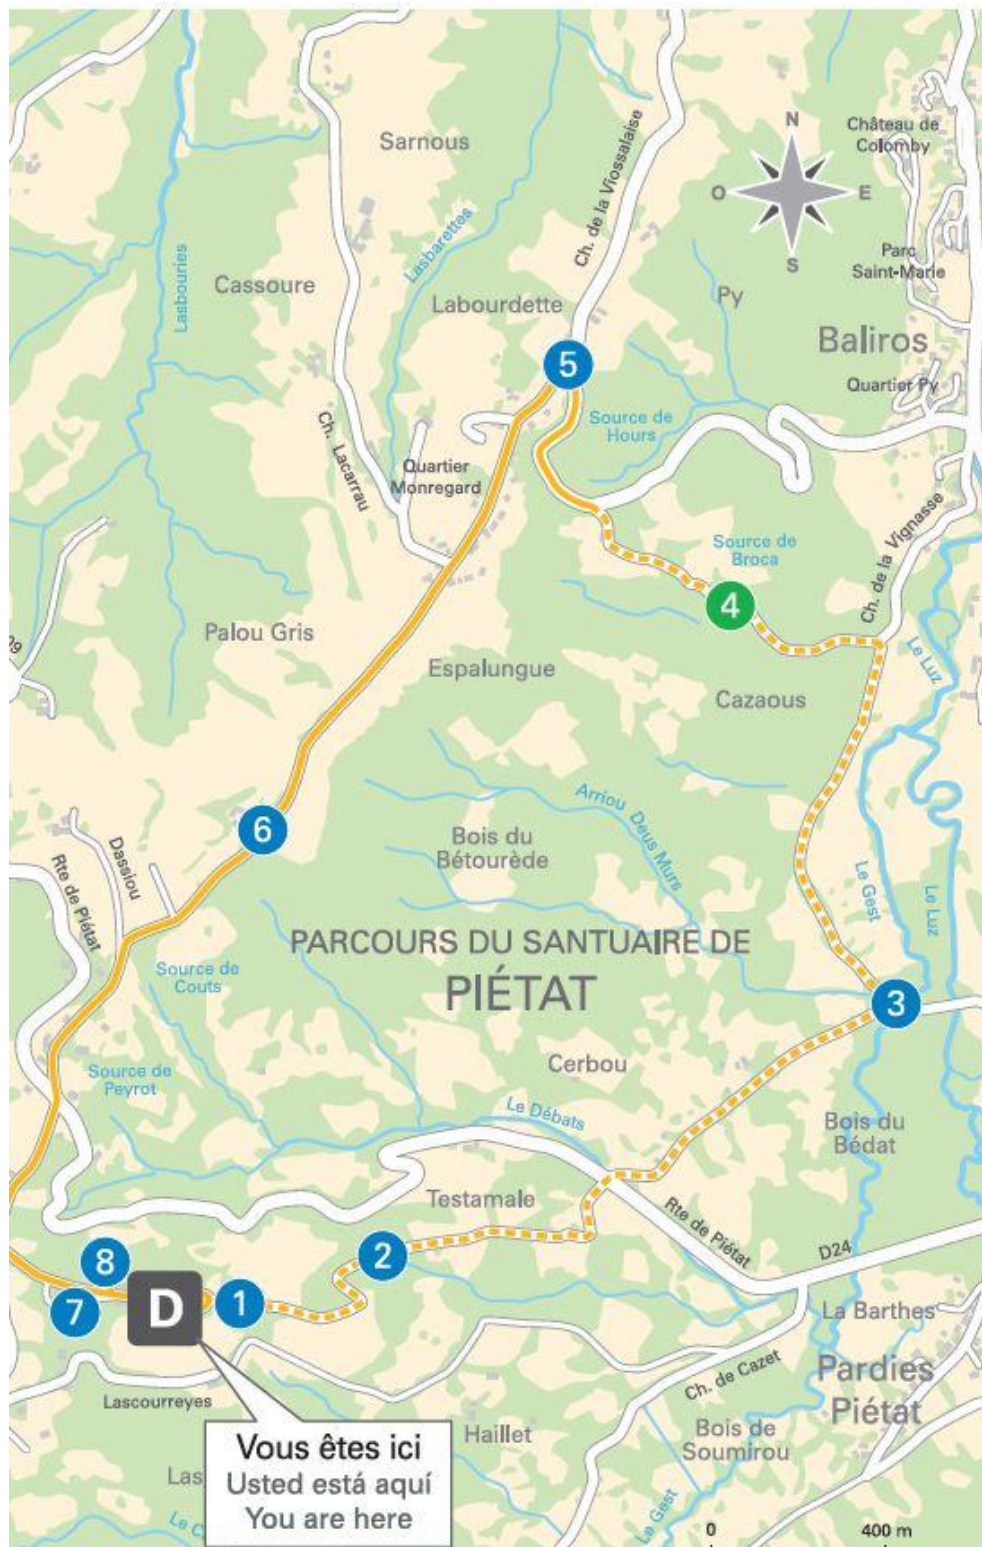 Sarnous
Ch. de la Viossalaise
N
O
E
S
Château de
Colomby
Lasbarettes
Lasbouries
Cassoure
Labourdette
Parc
Saint-Marie
Py
Baliros
5
Quartier Py
Source de
Hours
Ch. Lacarrau
Quartier
Monregard
Ch. de la Vignasse
Source de
Broca
4
Palou Gris
Le Luz
Espalungue
Cazaous
6
Arriou Deus Murs
Bois du
Bétourède
Dassiou
Rte de Piétat
Le Gest
Le Luz
PARCOURS DU SANTUAIRE DE
PIÉTAT
Source de
Couts
3
Source de
Peyrot
Cerbou
Le Débats
Bois du
Bédat
Testamale
Rte de Piétat
2
D24
8
7
D
1
La Barthes
Ch. de Cazet
Pardies
Piétat
Lascourreyes
Haillet
Bois de
Soumirou
Vous êtes ici
Usted está aquí
You are here
Las
Le Gest
0
400 m